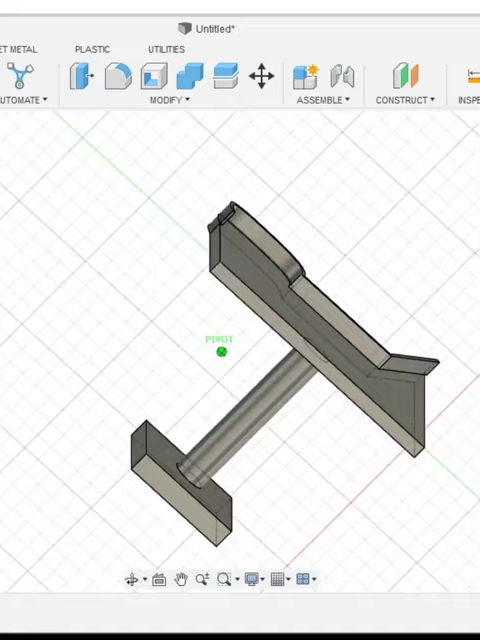 Untitled*
ET METAL PLASTIC UTILITIES
UTOMATE MODIFY ASSEMBLE CONSTRUCT INSPE
PIVOT